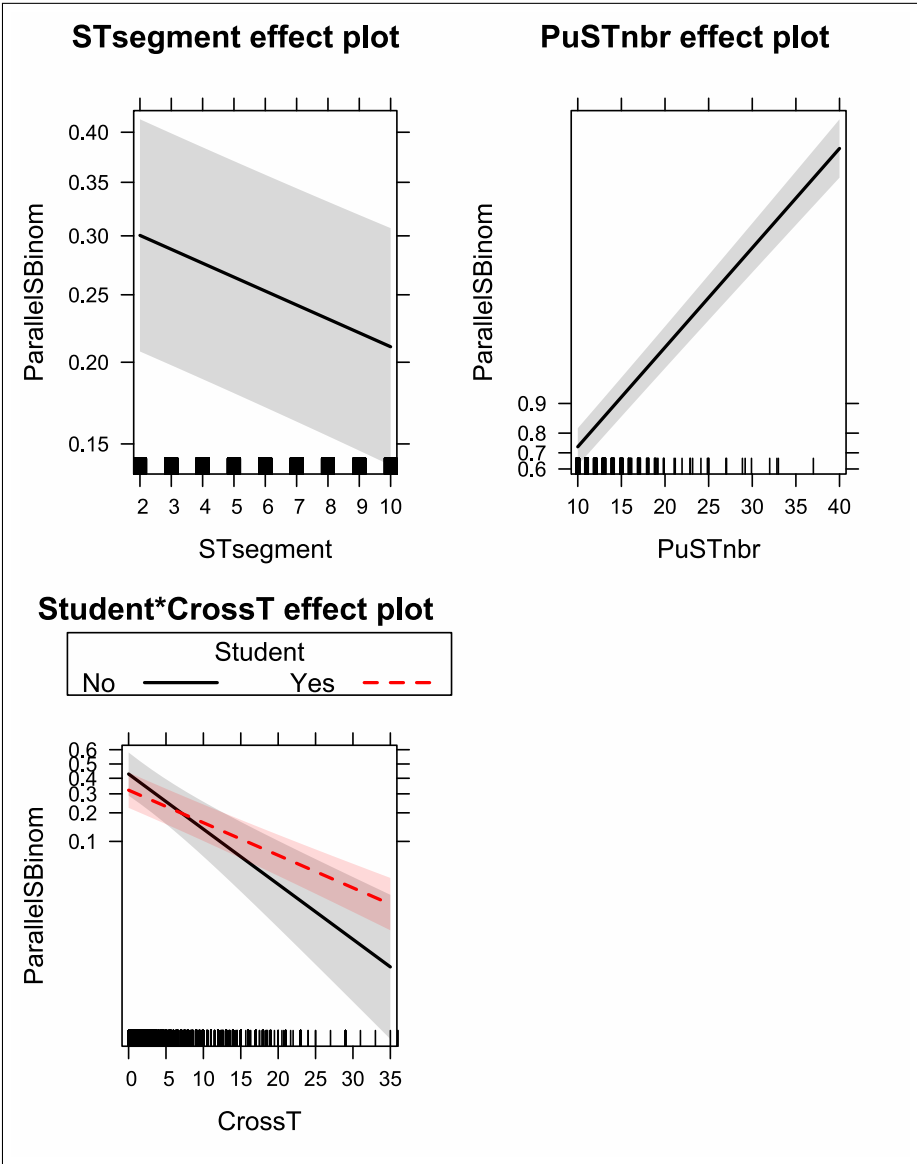 STsegment effect plot
ParallelSBinom
0.40
0.35
0.30
0.25
0.20
0.15
2 3 4 5 6 7 8 9 10
STsegment
PuSTnbr effect plot
ParallelSBinom
0.9
0.8
0.7
0.6
10 15 20 25 30 35 40
PuSTnbr
Student*CrossT effect plot
Student
No Yes
ParallelSBinom
0.6
0.5
0.4
0.3
0.2
0.1
0 5 10 15 20 25 30 35
CrossT